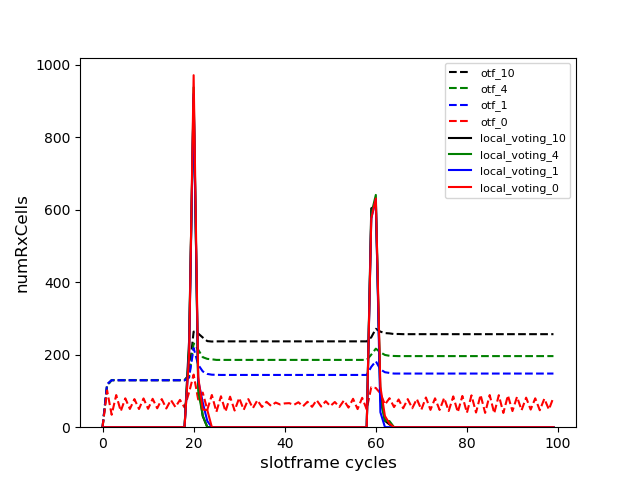 1000
800
600
400
200
0
numRxCells
0 20 40 60 80 100
slotframe cycles
otf_10
otf_4
otf_1
otf_0
local_voting_10
local_voting_4
local_voting_1
local_voting_0